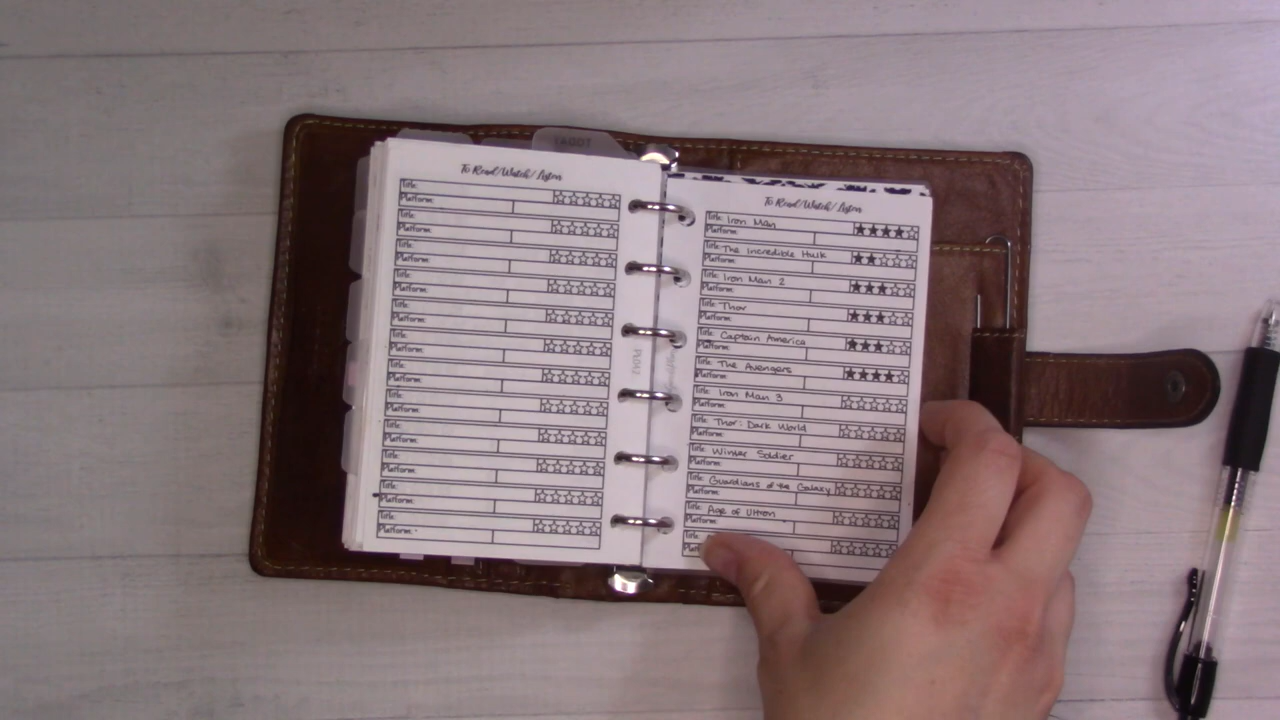 TODAY
To Read/Watch/Listen
Title:
Platform:
Title:
Platform:
Title:
Platform:
Title:
Platform:
Title:
Platform:
Title:
Platform:
Title:
Platform:
Title:
Platform:
Title:
Platform:
Title:
Platform:
Title:
Platform:
Title:
Platform:
To Read/Watch/Listen
Title: Iron Man
Platform:
Title: The Incredible Hulk
Platform:
Title: Iron Man 2
Platform:
Title: Thor
Platform:
Title: Captain America
Platform:
Title: The Avengers
Platform:
Title: Iron Man 3
Platform:
Title: Thor: Dark World
Platform:
Title: Winter Soldier
Platform:
Title: Guardians of the Galaxy
Platform:
Title: Age of Ultron
Platform:
Title: